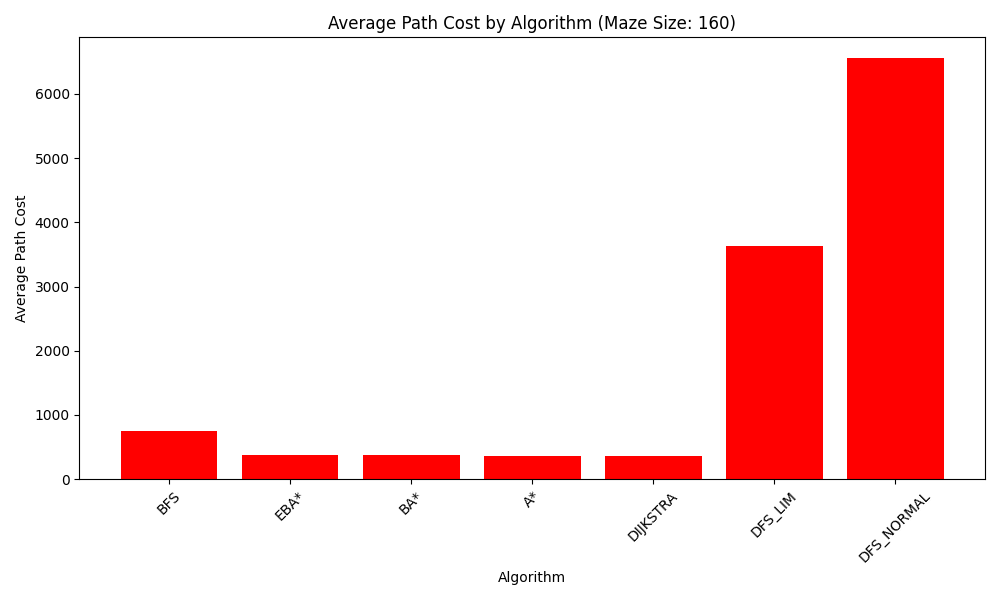 Average Path Cost by Algorithm (Maze Size: 160)
Average Path Cost
6000
5000
4000
3000
2000
1000
0
BFS
EBA*
BA*
A*
DIJKSTRA
DFS_LIM
DFS_NORMAL
Algorithm